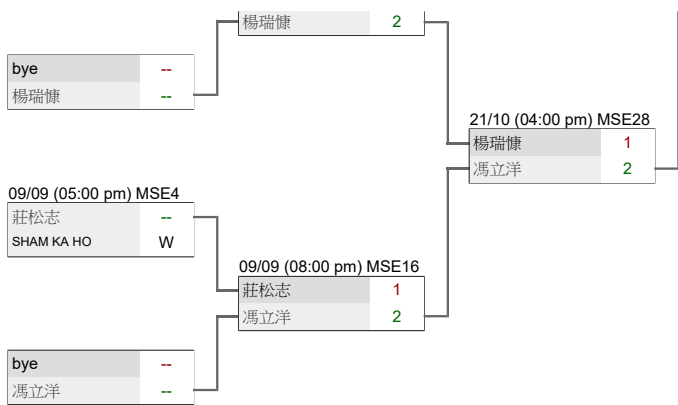 楊瑞慷 2
bye --
楊瑞慷 --
21/10 (04:00 pm) MSE28
楊瑞慷 1
馮立洋 2
09/09 (05:00 pm) MSE4
莊松志 --
SHAM KA HO W
09/09 (08:00 pm) MSE16
莊松志 1
馮立洋 2
bye --
馮立洋 --